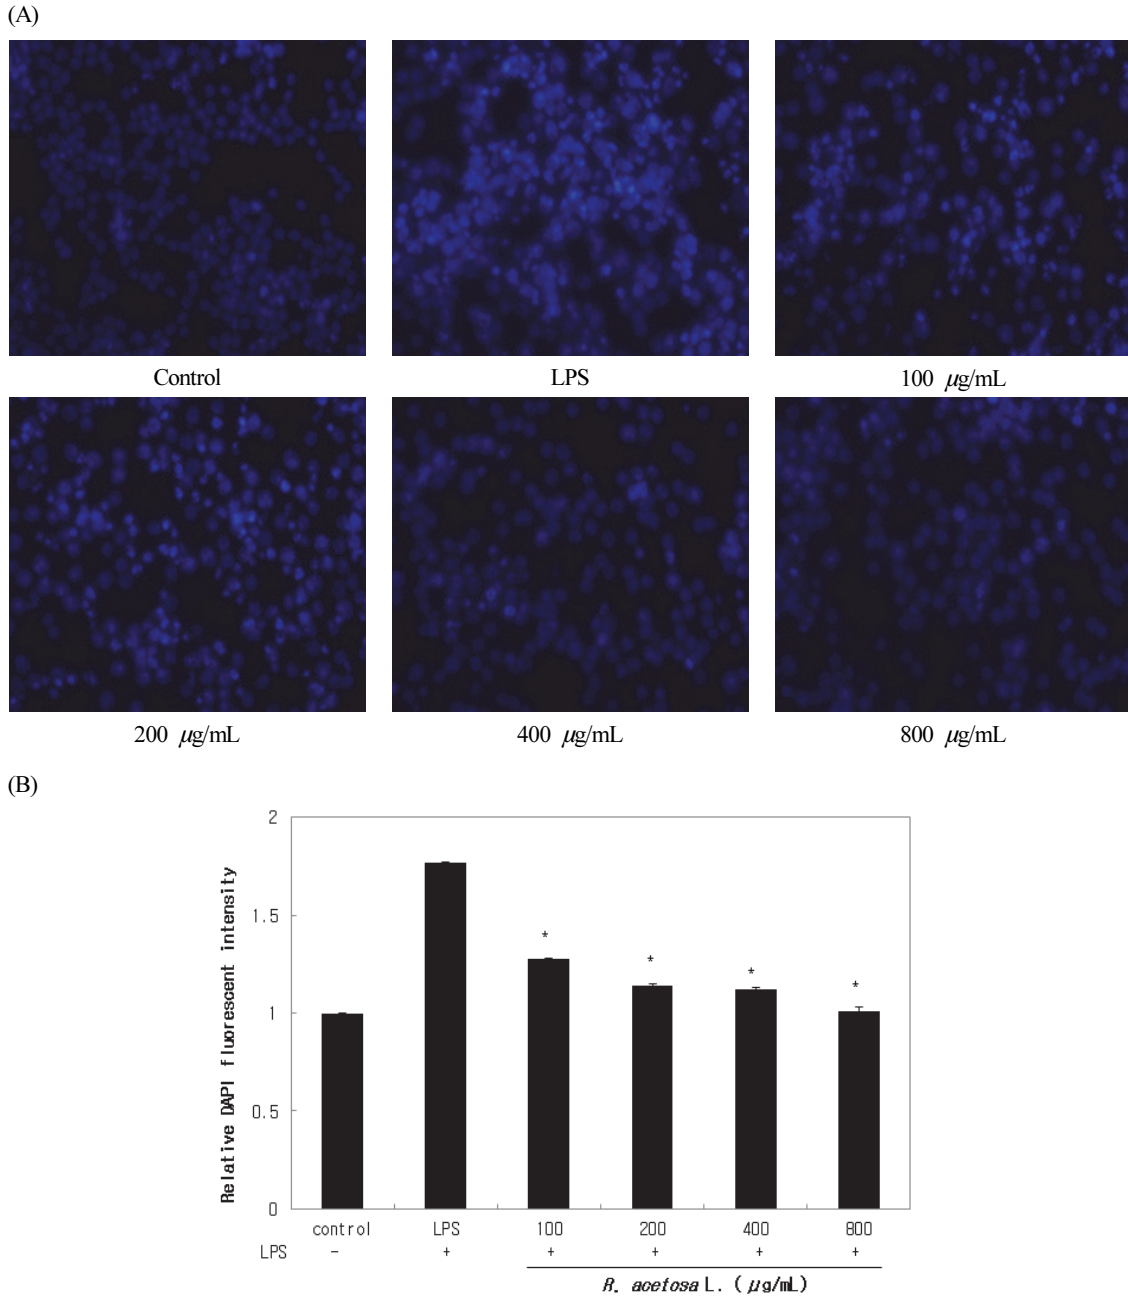 (A)
Control LPS 100 μg/mL
200 μg/mL 400 μg/mL 800 μg/mL
(B)
Relative DAPI fluorescent intensity
2
1.5
1
0.5
0
* * * *
control LPS 100 200 400 800
LPS - + + + + +
R. acetosa L. ( μg/mL)